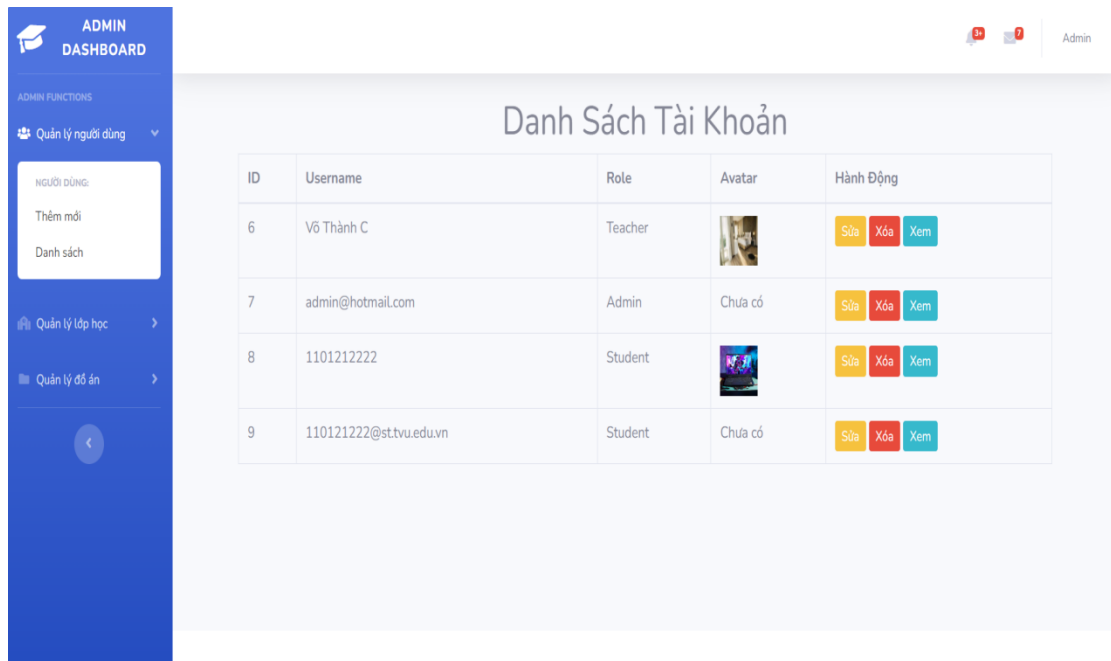 ADMIN
DASHBOARD
3+
7
Admin
ADMIN FUNCTIONS
Quản lý người dùng
NGƯỜI DÙNG:
Thêm mới
Danh sách
Quản lý lớp học
Quản lý đồ án
Danh Sách Tài Khoản
ID Username Role Avatar Hành Động
6 Võ Thành C Teacher Sửa Xóa Xem
7 admin@hotmail.com Admin Chưa có Sửa Xóa Xem
8 1101212222 Student Sửa Xóa Xem
9 110121222@st.tvu.edu.vn Student Chưa có Sửa Xóa Xem